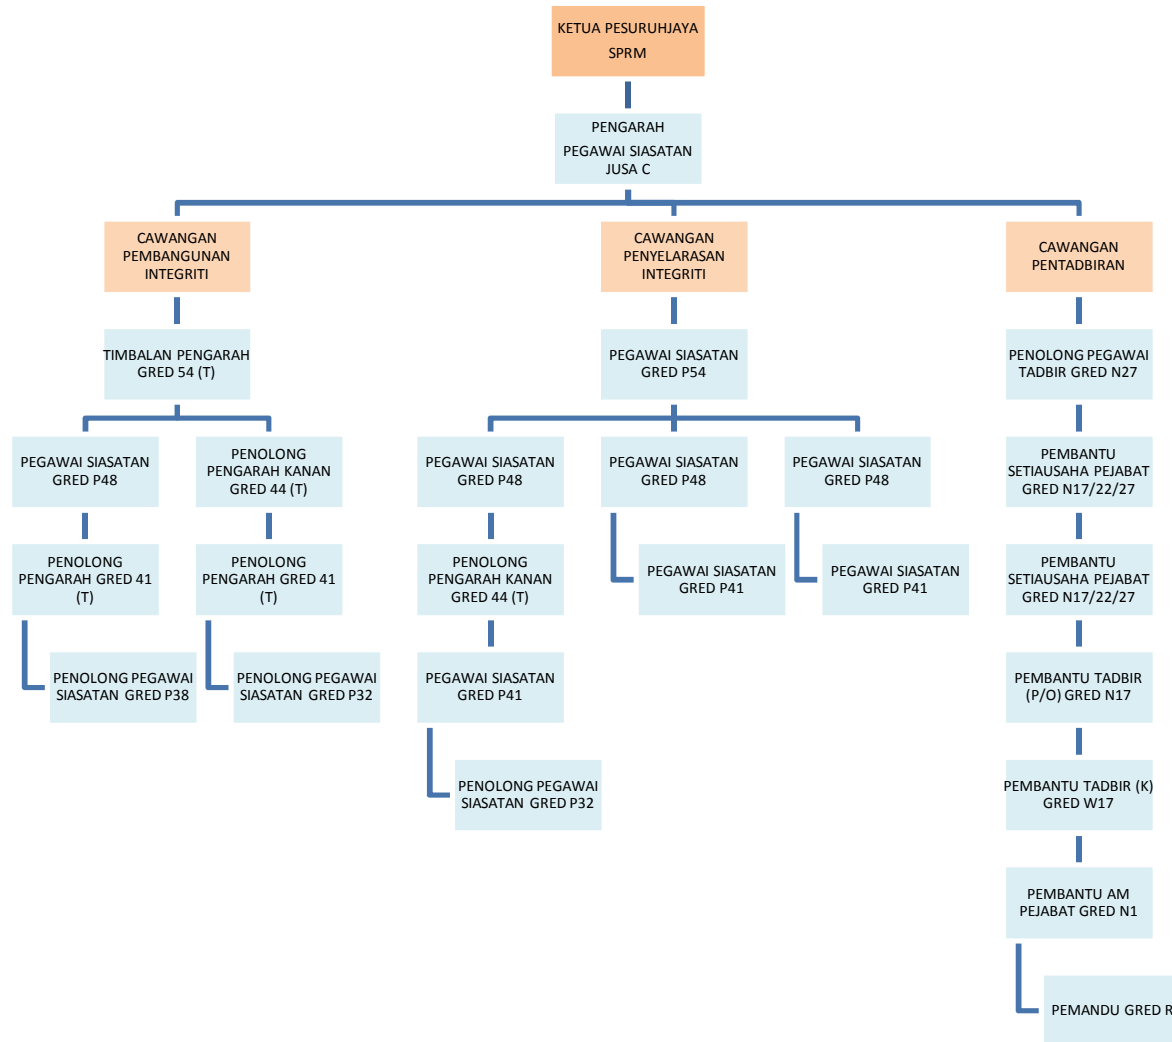 KETUA PESURUHJAYA
SPRM
PENGARAH
PEGAWAI SIASATAN
JUSA C
CAWANGAN
PEMBANGUNAN
INTEGRITI
CAWANGAN
PENYELARASAN
INTEGRITI
CAWANGAN
PENTADBIRAN
TIMBALAN PENGARAH
GRED 54 (T)
PEGAWAI SIASATAN
GRED P54
PENOLONG PEGAWAI
TADBIR GRED N27
PEGAWAI SIASATAN
GRED P48
PENOLONG
PENGARAH KANAN
GRED 44 (T)
PEGAWAI SIASATAN
GRED P48
PEGAWAI SIASATAN
GRED P48
PEGAWAI SIASATAN
GRED P48
PEMBANTU
SETIAUSAHA PEJABAT
GRED N17/22/27
PENOLONG
PENGARAH GRED 41
(T)
PENOLONG
PENGARAH GRED 41
(T)
PENOLONG
PENGARAH KANAN
GRED 44 (T)
PEGAWAI SIASATAN
GRED P41
PEGAWAI SIASATAN
GRED P41
PEMBANTU
SETIAUSAHA PEJABAT
GRED N17/22/27
PENOLONG PEGAWAI
SIASATAN GRED P38
PENOLONG PEGAWAI
SIASATAN GRED P32
PEGAWAI SIASATAN
GRED P41
PEMBANTU TADBIR
(P/O) GRED N17
PENOLONG PEGAWAI
SIASATAN GRED P32
PEMBANTU TADBIR (K)
GRED W17
PEMBANTU AM
PEJABAT GRED N1
PEMANDU GRED R